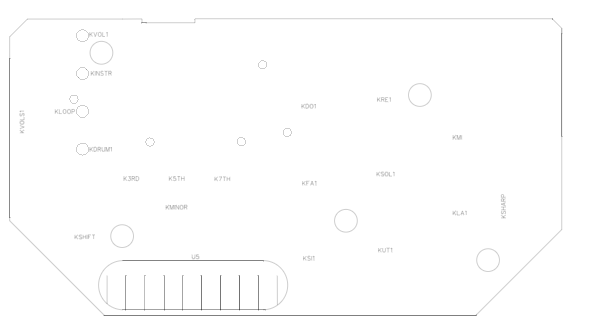 KVOL1
KINSTR
KLOOP
KVOLS1
KDRUM1
KDO1
KRE1
KMI
K3RD
K5TH
K7TH
KFA1
KSOL1
KMINOR
KLA1
KSHARP
KSHIFT
U5
KSI1
KUT1